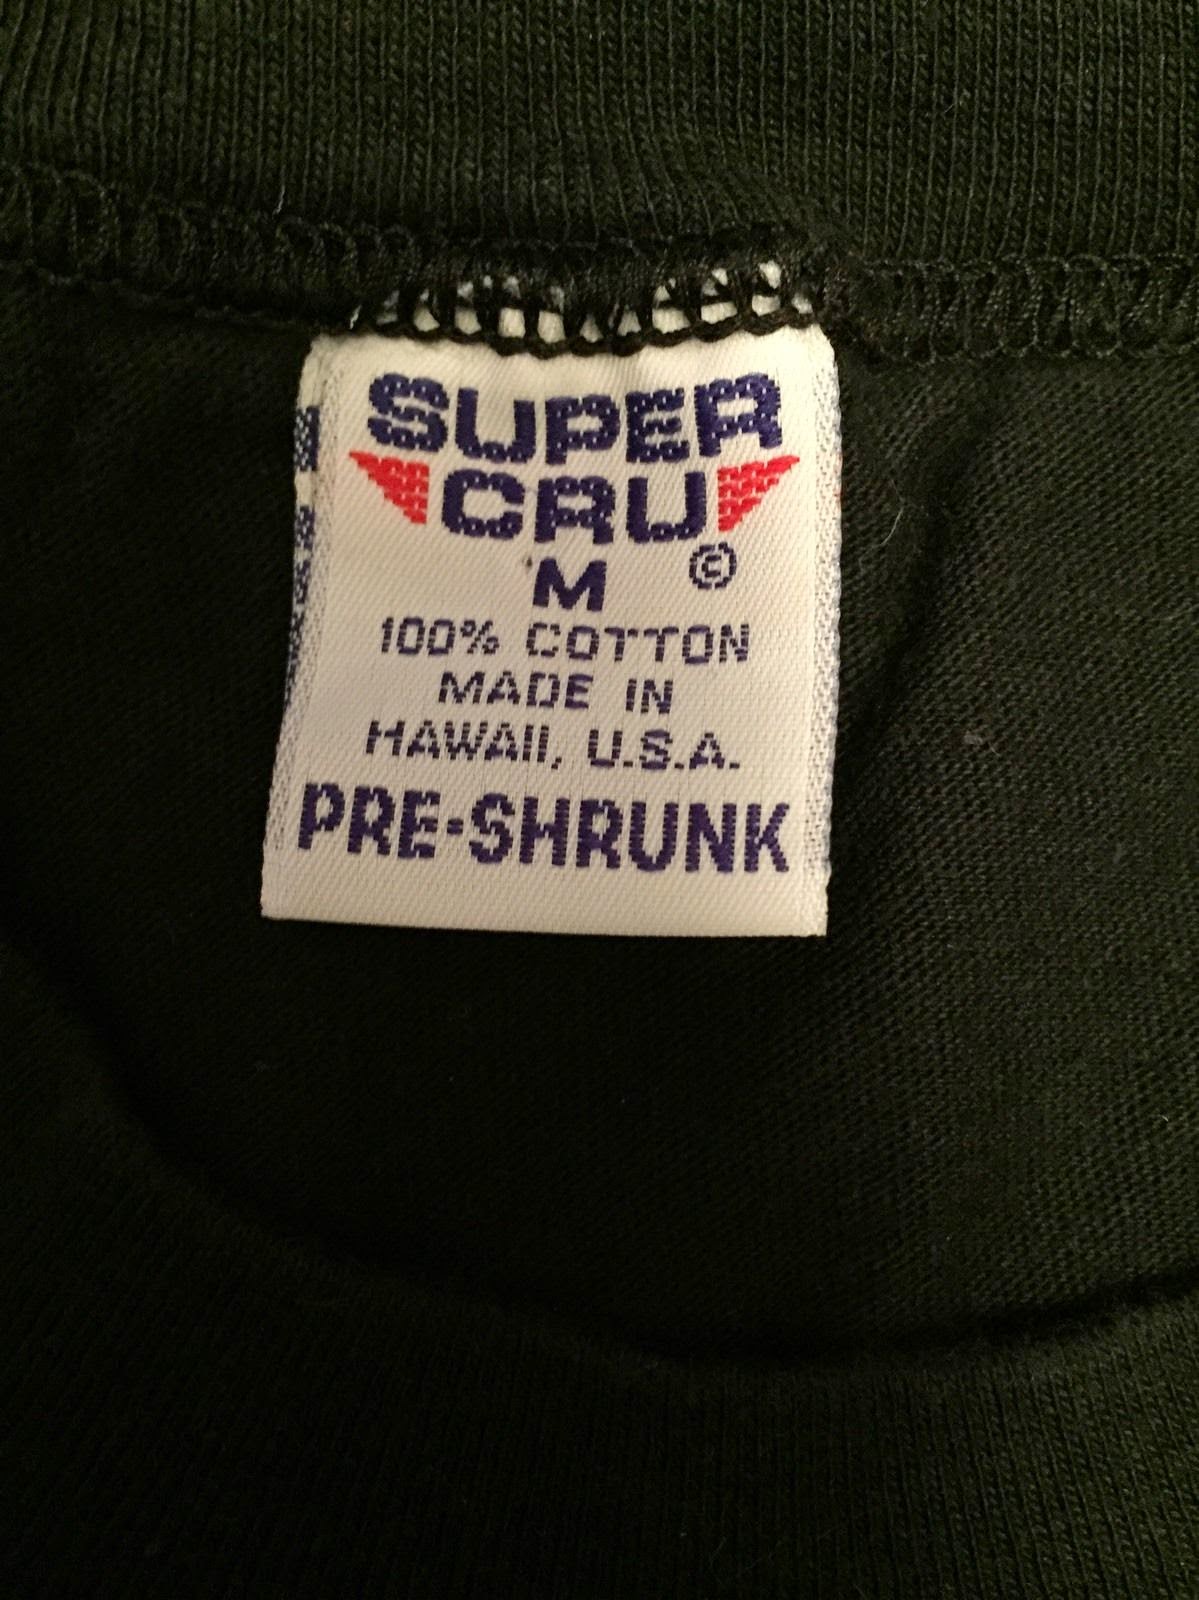 SUPER
CRU
M ©
100% COTTON
MADE IN
HAWAII, U.S.A.
PRE-SHRUNK